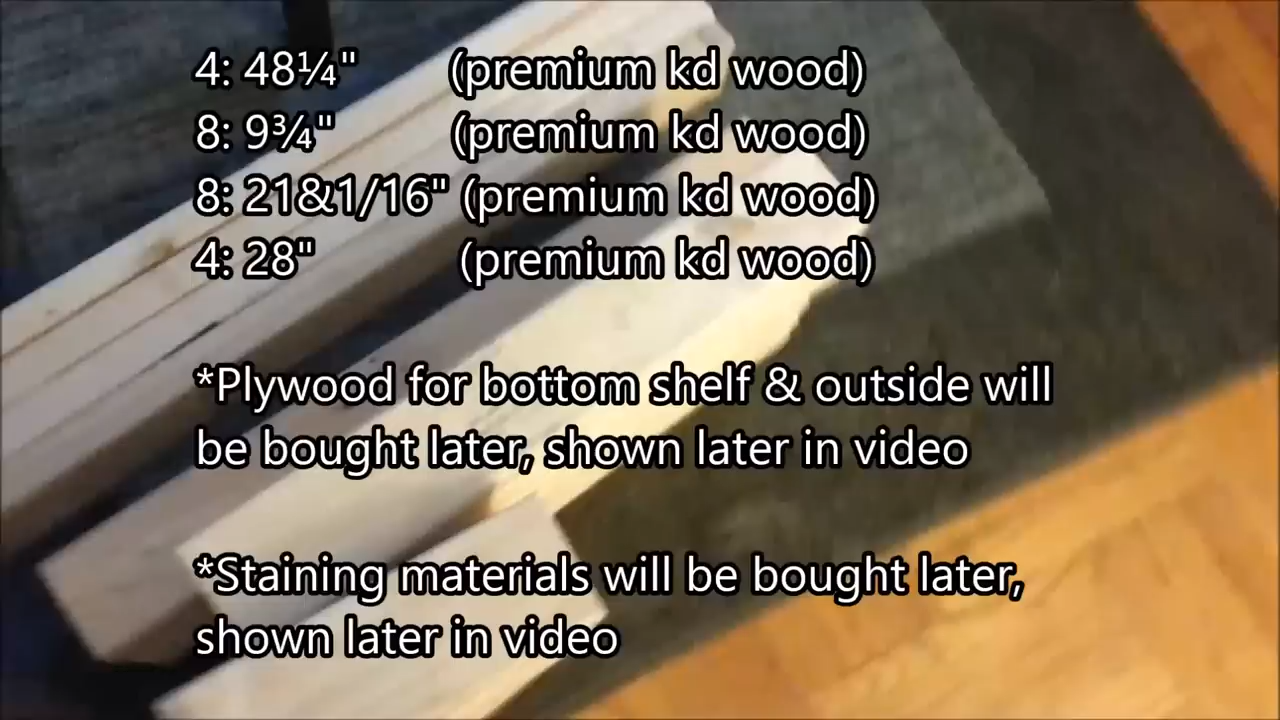 4: 48¼" (premium kd wood)
8: 9¾" (premium kd wood)
8: 21&1/16" (premium kd wood)
4: 28" (premium kd wood)
*Plywood for bottom shelf & outside will
be bought later, shown later in video
*Staining materials will be bought later,
shown later in video